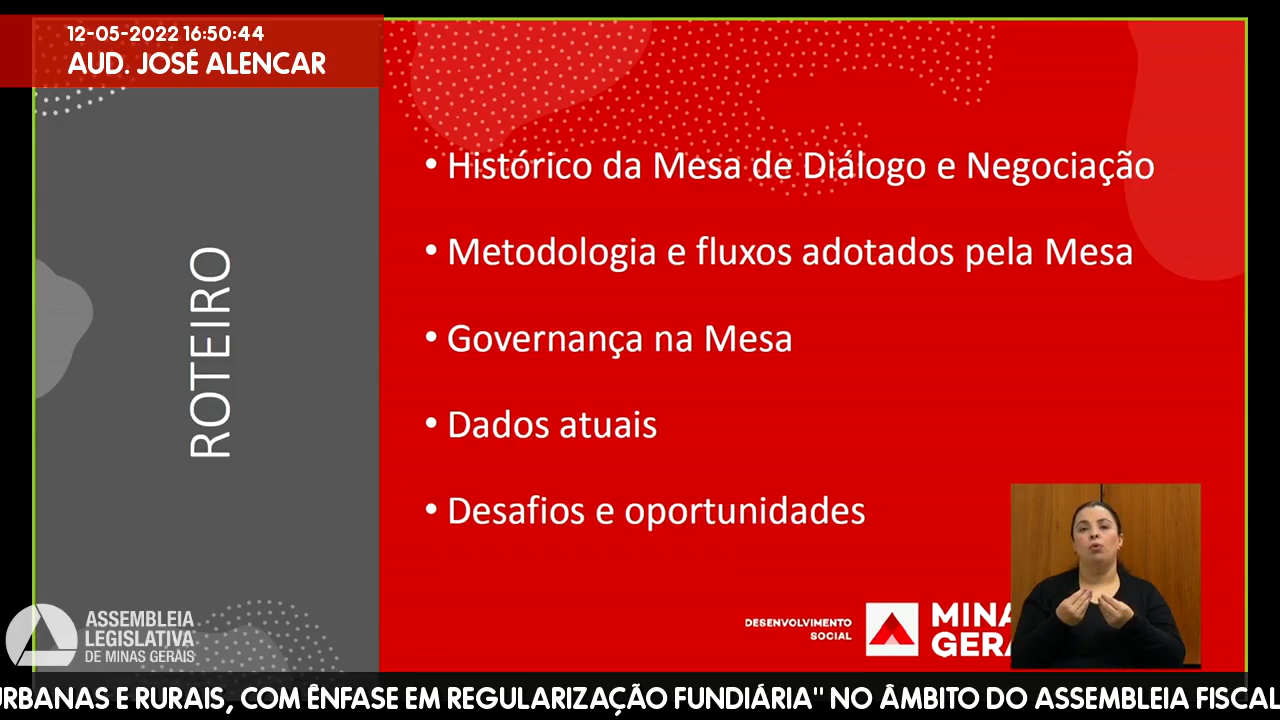 12-05-2022 16:50:44
AUD. JOSÉ ALENCAR
ROTEIRO
• Histórico da Mesa de Diálogo e Negociação
• Metodologia e fluxos adotados pela Mesa
• Governança na Mesa
• Dados atuais
• Desafios e oportunidades
DESENVOLVIMENTO
SOCIAL
ASSEMBLEIA
LEGISLATIVA
DE MINAS GERAIS
E RURAIS, COM ÊNFASE EM REGULARIZAÇÃO FUNDIÁRIA" NO ÂMBITO DO ASSEMBLEIA FISCAL